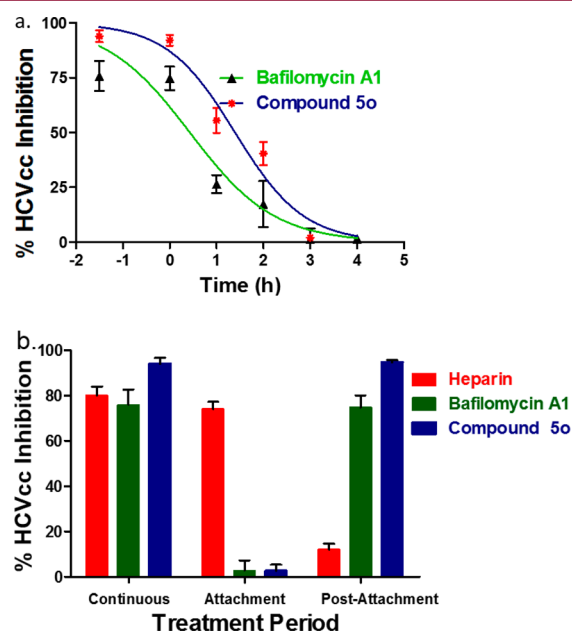 a.
% HCVcc Inhibition
100
75
50
25
0
Bafilomycin A1
Compound 5o
-2 -1 0 1 2 3 4 5
Time (h)
b.
% HCVcc Inhibition
100
80
60
40
20
0
Heparin
Bafilomycin A1
Compound 5o
Continuous Attachment Post-Attachment
Treatment Period